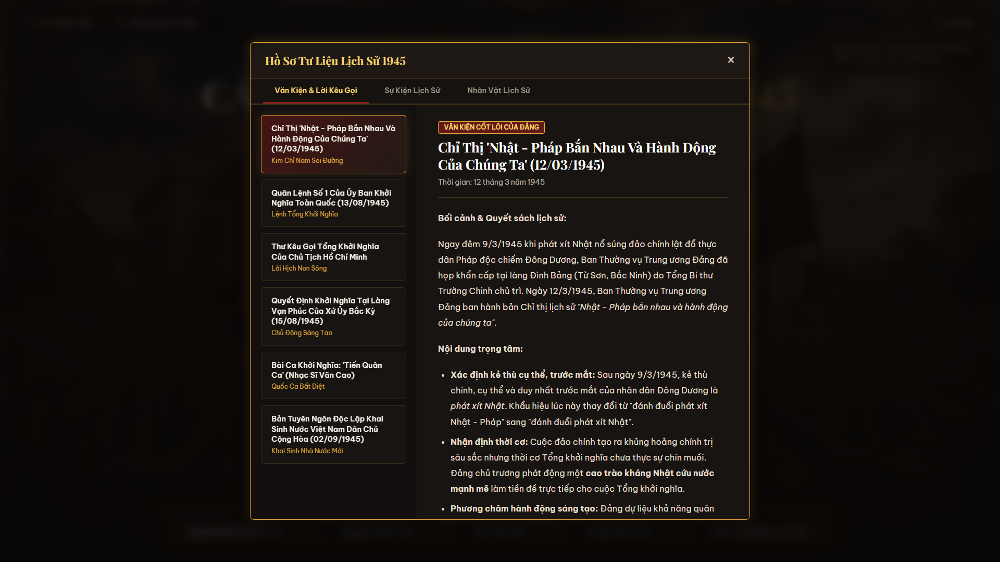 Hồ Sơ Tư Liệu Lịch Sử 1945
×
Văn Kiện & Lời Kêu Gọi
Sự Kiện Lịch Sử
Nhân Vật Lịch Sử
Chỉ Thị 'Nhật - Pháp Bắn Nhau Và
Hành Động Của Chúng Ta'
(12/03/1945)
Kim Chỉ Nam Soi Đường
Quân Lệnh Số 1 Của Ủy Ban Khởi
Nghĩa Toàn Quốc (13/08/1945)
Lệnh Tổng Khởi Nghĩa
Thư Kêu Gọi Tổng Khởi Nghĩa
Của Chủ Tịch Hồ Chí Minh
Lời Hịch Non Sông
Quyết Định Khởi Nghĩa Tại Làng
Vạn Phúc Của Xứ Ủy Bắc Kỳ
(15/08/1945)
Chủ Động Sáng Tạo
Bài Ca Khởi Nghĩa: 'Tiến Quân
Ca' (Nhạc Sĩ Văn Cao)
Quốc Ca Bất Diệt
Bản Tuyên Ngôn Độc Lập Khai
Sinh Nước Việt Nam Dân Chủ
Cộng Hòa (02/09/1945)
Khai Sinh Nhà Nước Mới
VĂN KIỆN CỐT LÕI CỦA ĐẢNG
Chỉ Thị 'Nhật - Pháp Bắn Nhau Và Hành Động
Của Chúng Ta' (12/03/1945)
Thời gian: 12 tháng 3 năm 1945
Bối cảnh & Quyết sách lịch sử:
Ngay đêm 9/3/1945 khi phát xít Nhật nổ súng đảo chính lật đổ thực
dân Pháp độc chiếm Đông Dương, Ban Thường vụ Trung ương Đảng đã
họp khẩn cấp tại làng Đình Bảng (Từ Sơn, Bắc Ninh) do Tổng Bí thư
Trường Chinh chủ trì. Ngày 12/3/1945, Ban Thường vụ Trung ương
Đảng ban hành bản Chỉ thị lịch sử "Nhật - Pháp bắn nhau và hành động
của chúng ta".
Nội dung trọng tâm:
• Xác định kẻ thù cụ thể, trước mắt: Sau ngày 9/3/1945, kẻ thù
chính, cụ thể và duy nhất trước mắt của nhân dân Đông Dương là
phát xít Nhật. Khẩu hiệu lúc này thay đổi từ "đánh đuổi phát xít
Nhật - Pháp" sang "đánh đuổi phát xít Nhật".
• Nhận định thời cơ: Cuộc đảo chính tạo ra khủng hoảng chính trị
sâu sắc nhưng thời cơ Tổng khởi nghĩa chưa thực sự chín muồi.
Đảng chủ trương phát động một cao trào kháng Nhật cứu nước
mạnh mẽ làm tiền đề trực tiếp cho cuộc Tổng khởi nghĩa.
• Phương châm hành động sáng tạo: Đảng dự liệu khả năng quân